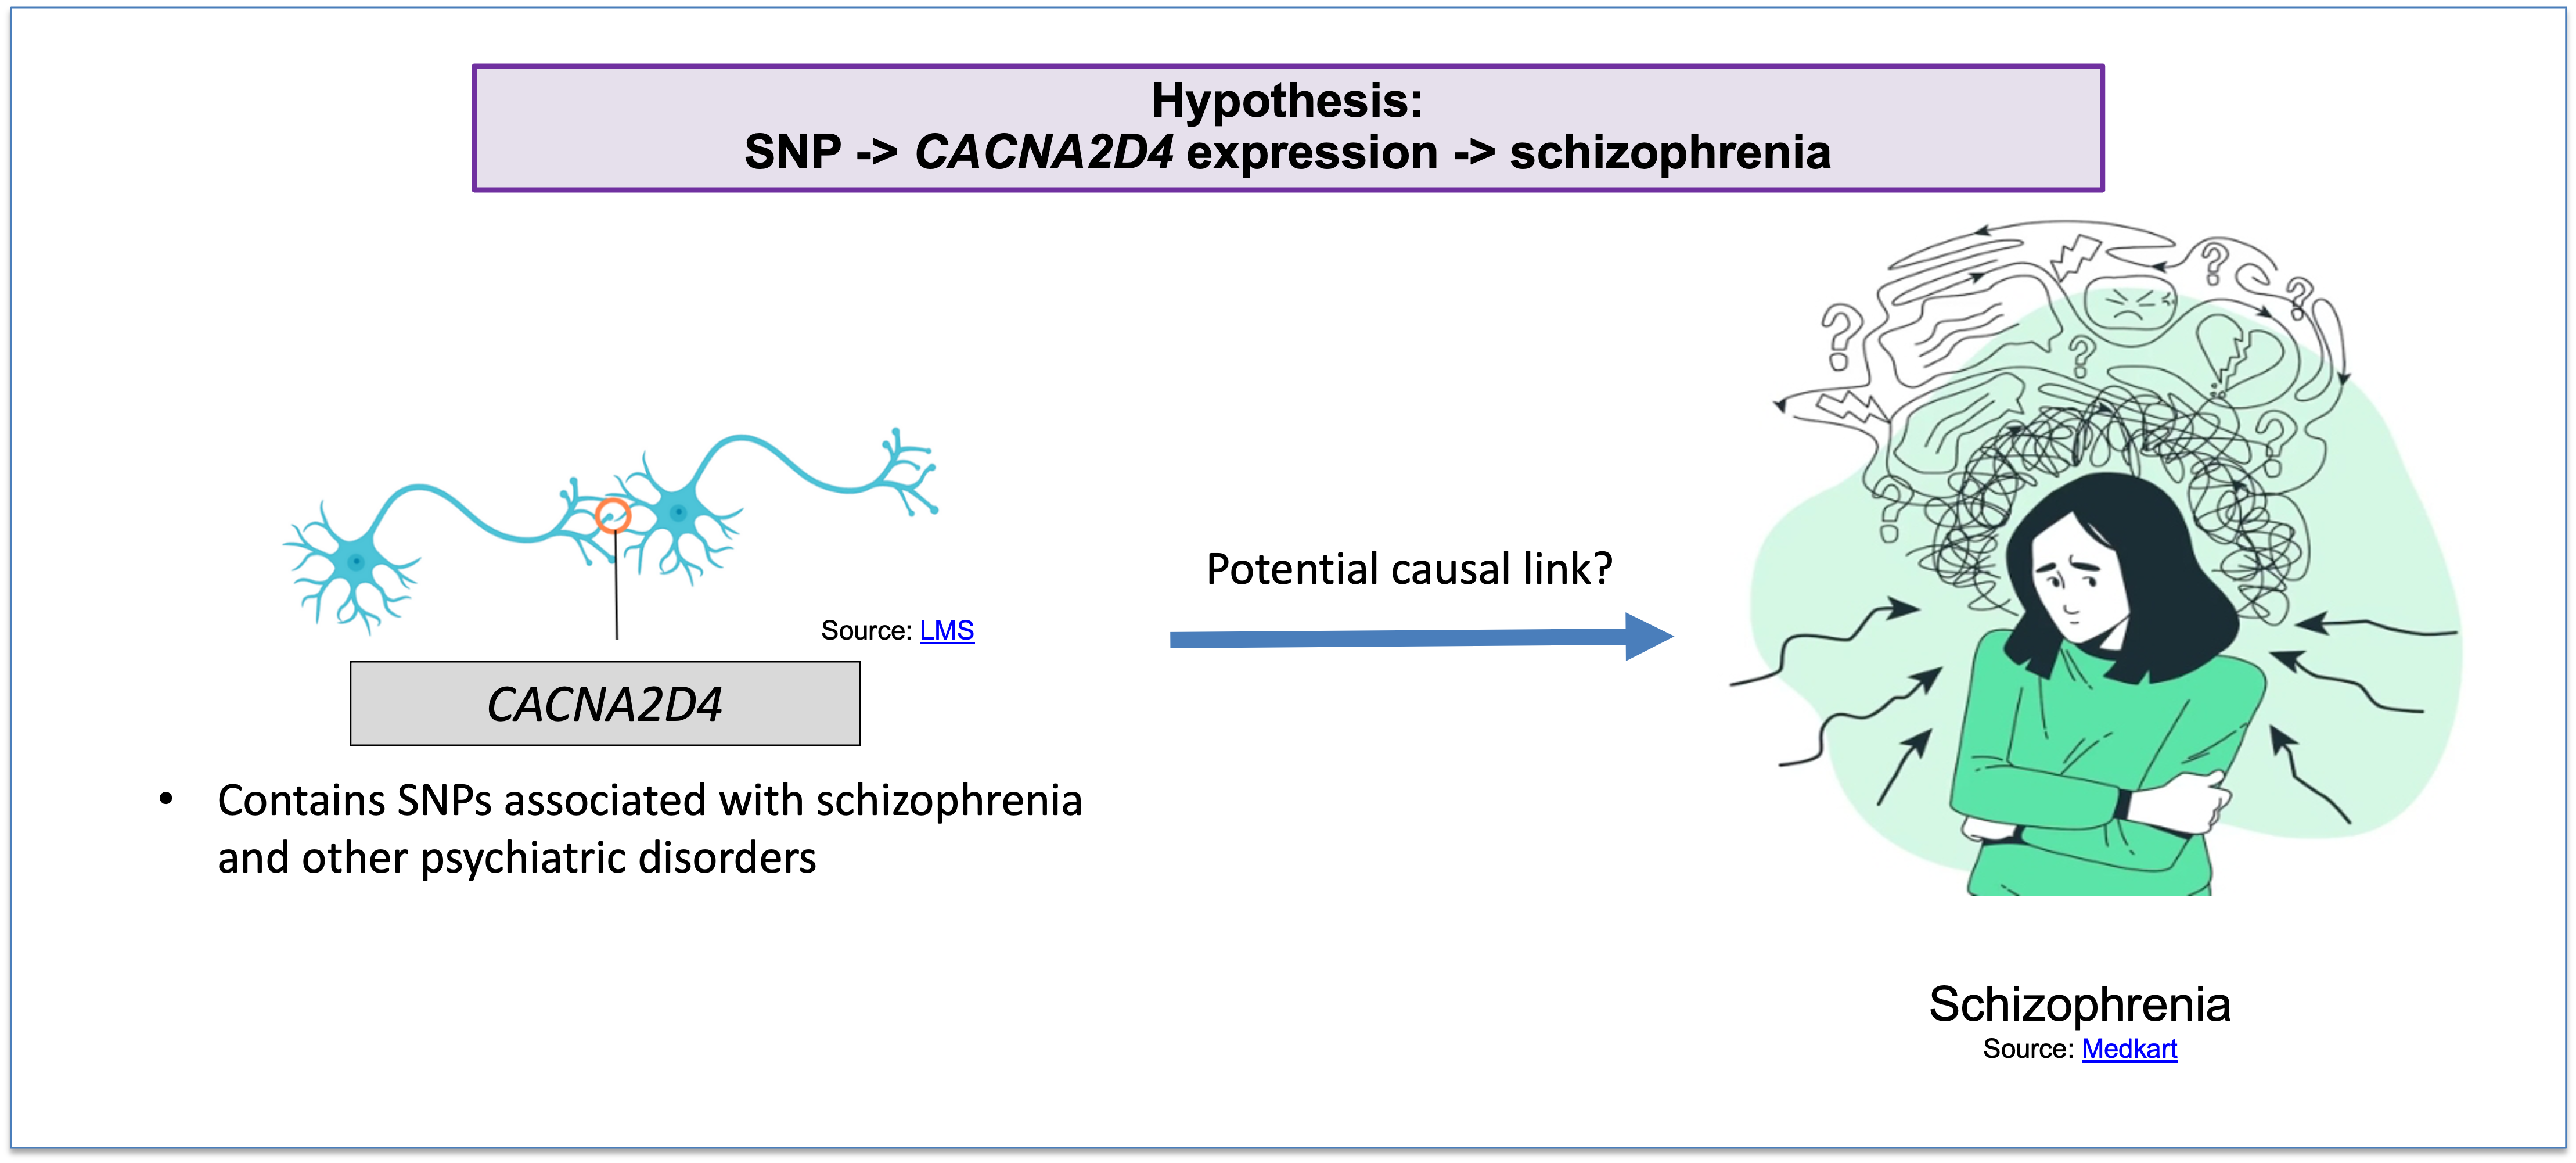 Hypothesis:
SNP -> CACNA2D4 expression -> schizophrenia
Potential causal link?
Source: LMS
CACNA2D4
• Contains SNPs associated with schizophrenia
and other psychiatric disorders
Schizophrenia
Source: Medkart